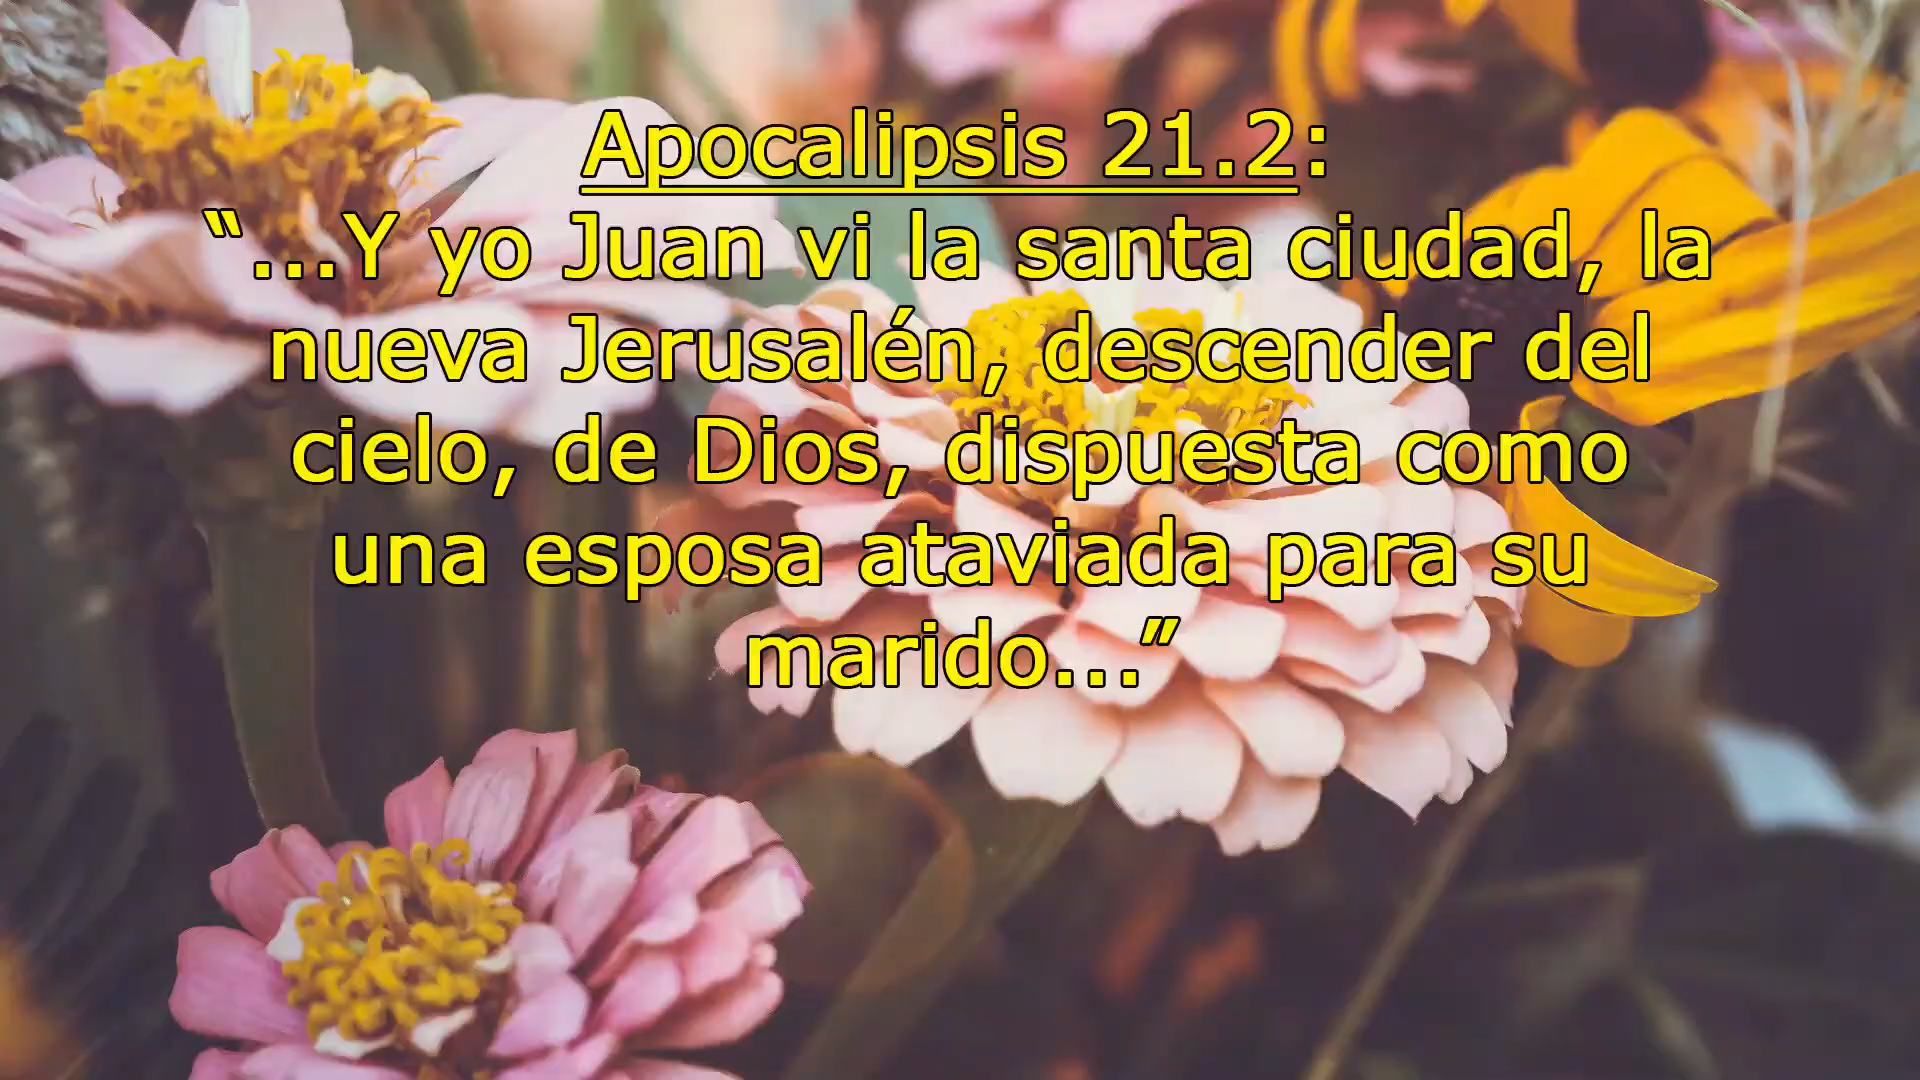 Apocalipsis 21.2:
“...Y yo Juan vi la santa ciudad, la
nueva Jerusalén, descender del
cielo, de Dios, dispuesta como
una esposa ataviada para su
marido...”